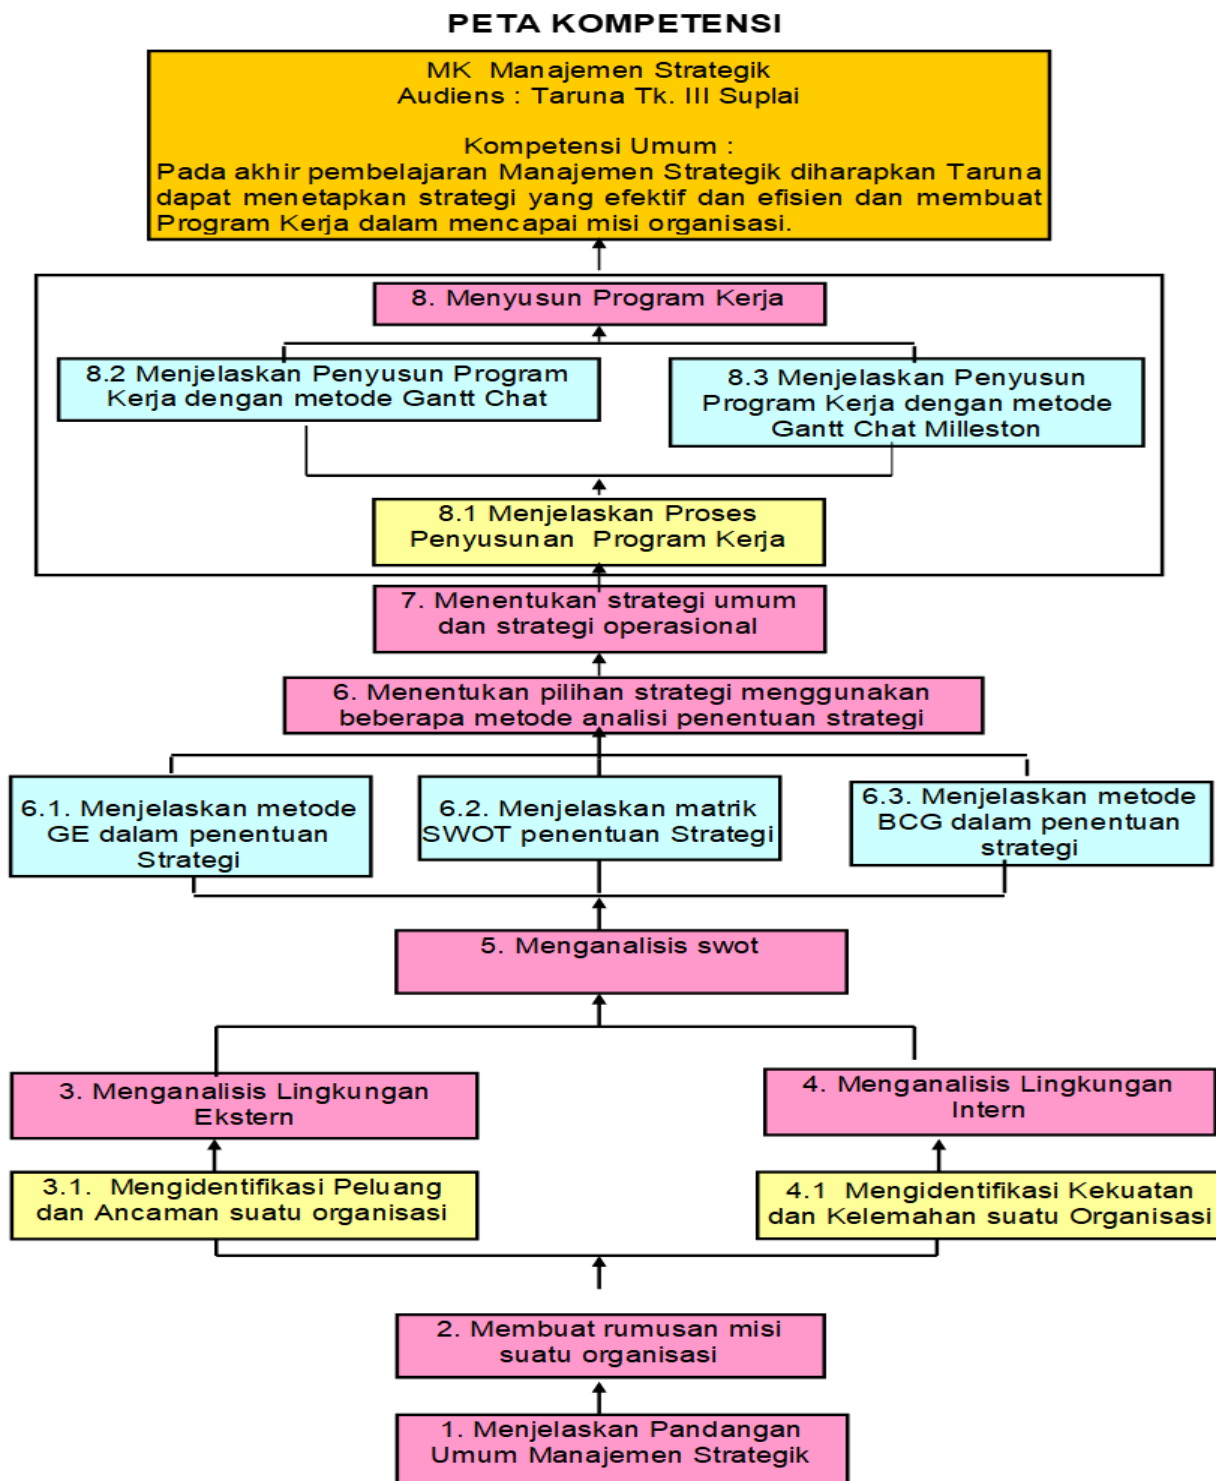 PETA KOMPETENSI
MK Manajemen Strategik
Audiens : Taruna Tk. III Suplai
Kompetensi Umum :
Pada akhir pembelajaran Manajemen Strategik diharapkan Taruna
dapat menetapkan strategi yang efektif dan efisien dan membuat
Program Kerja dalam mencapai misi organisasi.
8. Menyusun Program Kerja
8.2 Menjelaskan Penyusun Program
Kerja dengan metode Gantt Chat
8.3 Menjelaskan Penyusun
Program Kerja dengan metode
Gantt Chat Milleston
8.1 Menjelaskan Proses
Penyusunan Program Kerja
7. Menentukan strategi umum
dan strategi operasional
6. Menentukan pilihan strategi menggunakan
beberapa metode analisi penentuan strategi
6.1. Menjelaskan metode
GE dalam penentuan
Strategi
6.2. Menjelaskan matrik
SWOT penentuan Strategi
6.3. Menjelaskan metode
BCG dalam penentuan
strategi
5. Menganalisis swot
3. Menganalisis Lingkungan
Ekstern
4. Menganalisis Lingkungan
Intern
3.1. Mengidentifikasi Peluang
dan Ancaman suatu organisasi
4.1 Mengidentifikasi Kekuatan
dan Kelemahan suatu Organisasi
2. Membuat rumusan misi
suatu organisasi
1. Menjelaskan Pandangan
Umum Manajemen Strategik